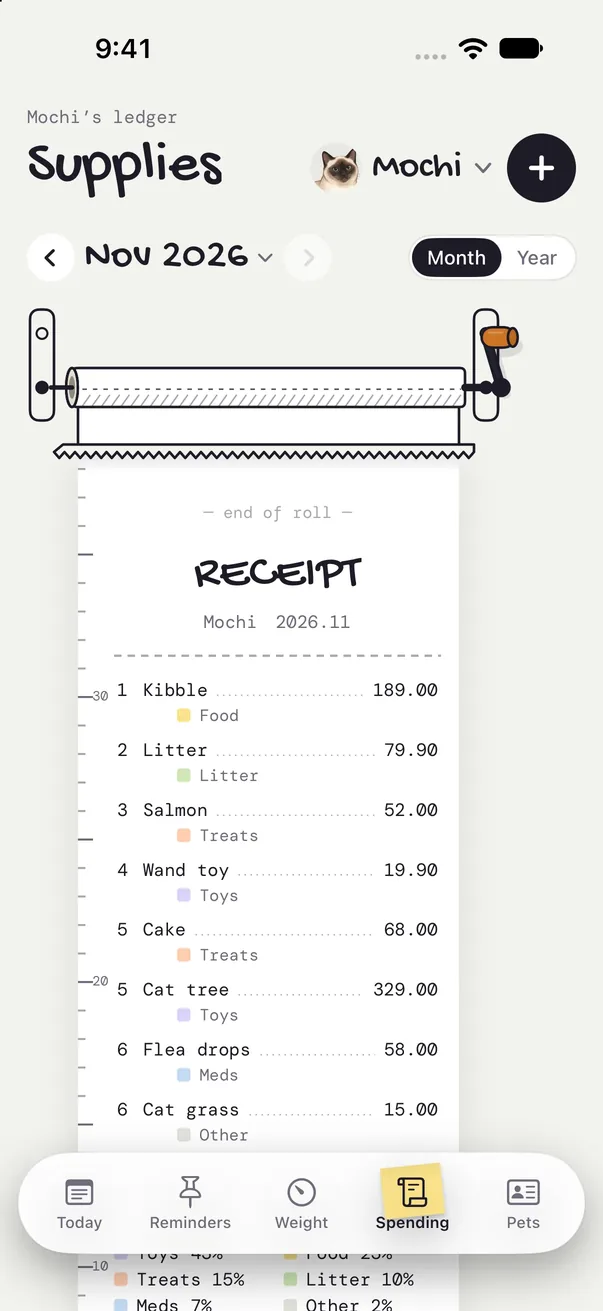 9:41
Mochi's ledger
Supplies
Mochi
Nov 2026
Month Year
— end of roll —
RECEIPT
Mochi 2026.11
30
1 Kibble 189.00
Food
2 Litter 79.90
Litter
3 Salmon 52.00
Treats
4 Wand toy 19.90
Toys
5 Cake 68.00
Treats
20
5 Cat tree 329.00
Toys
6 Flea drops 58.00
Meds
6 Cat grass 15.00
Other
Today Reminders Weight Spending Pets
Toys 43% Food 23%
10
Treats 15% Litter 10%
Meds 7% Other 2%